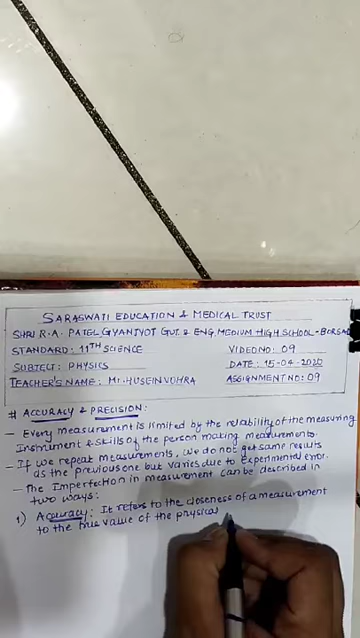 SARASWATI EDUCATION & MEDICAL TRUST
SHRI R.A. PATEL GYANJYOT GUJ. & ENG. MEDIUM HIGH SCHOOL - BORSAD
STANDARD: 11TH SCIENCE VIDEO NO: 09
SUBJECT: PHYSICS DATE: 15-04-2020
TEACHER'S NAME: Mr. HUSEIN VOHRA ASSIGNMENT NO: 09
# ACCURACY & PRECISION:
- Every measurement is limited by the reliability of the measuring
Instrument & skills of the person making measurements.
- If we repeat measurements, we do not get same results
as the previous one but varies due to experimental error.
- The Imperfection in measurement can be described in
two ways:
1) Accuracy: It refers to the closeness of a measurement
to the true value of the physical